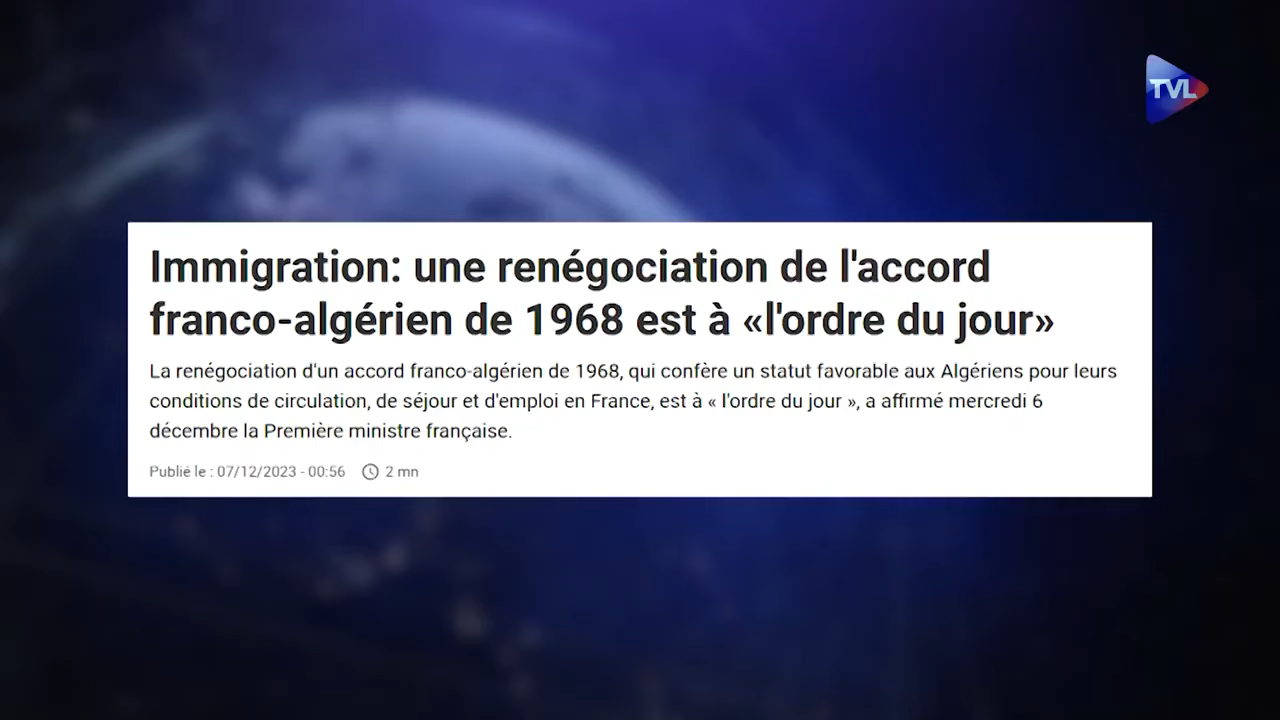 TVL
Immigration: une renégociation de l'accord
franco-algérien de 1968 est à «l'ordre du jour»
La renégociation d'un accord franco-algérien de 1968, qui confère un statut favorable aux Algériens pour leurs
conditions de circulation, de séjour et d'emploi en France, est à « l'ordre du jour », a affirmé mercredi 6
décembre la Première ministre française.
Publié le : 07/12/2023 - 00:56 2 mn